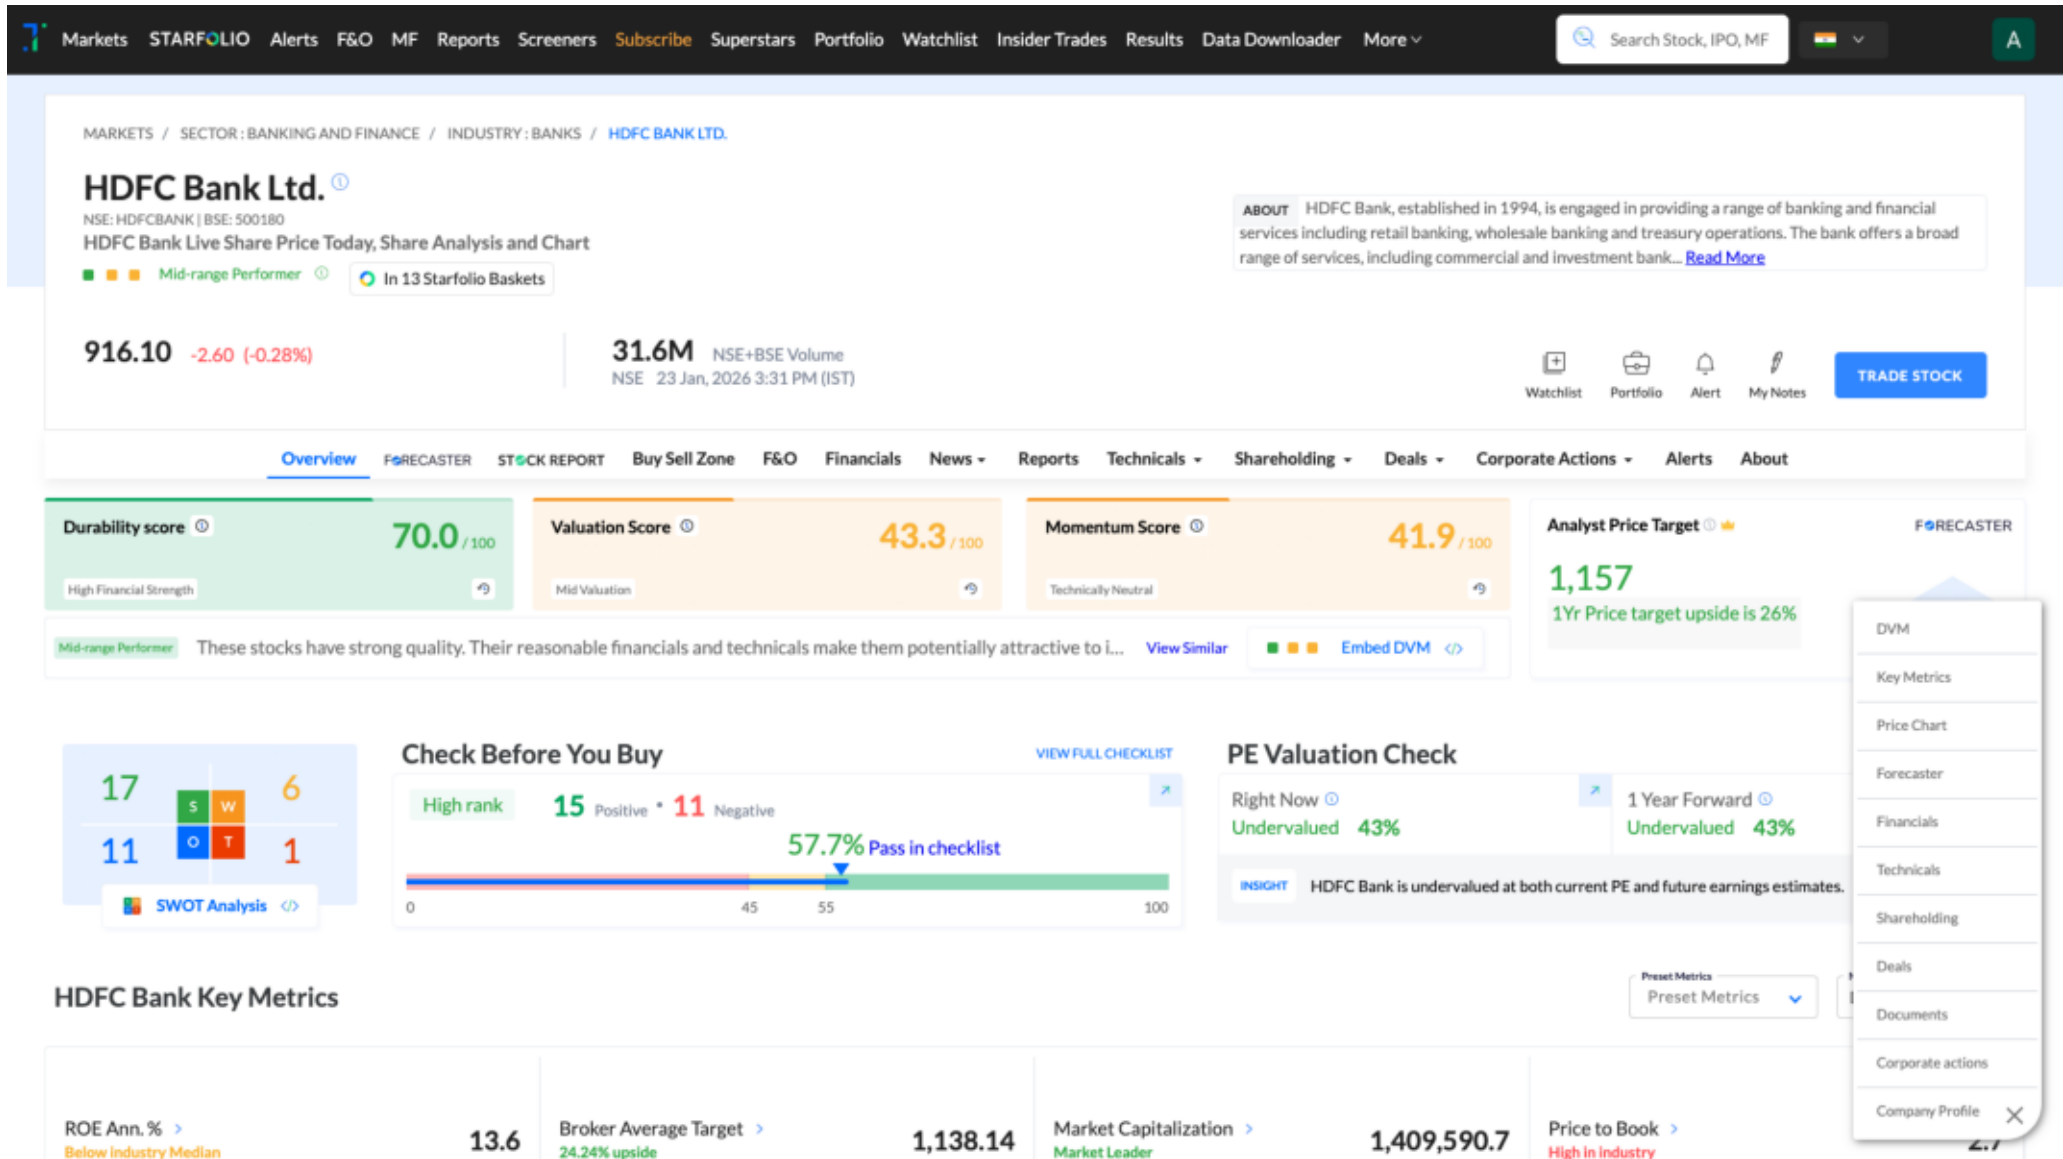 Markets STARFOLIO Alerts F&O MF Reports Screeners Subscribe Superstars Portfolio Watchlist Insider Trades Results Data Downloader More Search Stock, IPO, MF A
MARKETS / SECTOR : BANKING AND FINANCE / INDUSTRY : BANKS / HDFC BANK LTD.
HDFC Bank Ltd.
NSE: HDFCBANK | BSE: 500180
HDFC Bank Live Share Price Today, Share Analysis and Chart
Mid-range Performer In 13 Starfolio Baskets
ABOUT HDFC Bank, established in 1994, is engaged in providing a range of banking and financial
services including retail banking, wholesale banking and treasury operations. The bank offers a broad
range of services, including commercial and investment bank... Read More
916.10 -2.60 (-0.28%)
31.6M NSE+BSE Volume
NSE 23 Jan, 2026 3:31 PM (IST)
Watchlist Portfolio Alert My Notes TRADE STOCK
Overview FORECASTER STOCK REPORT Buy Sell Zone F&O Financials News Reports Technicals Shareholding Deals Corporate Actions Alerts About
Durability score 70.0 / 100
High Financial Strength
Valuation Score 43.3 / 100
Mid Valuation
Momentum Score 41.9 / 100
Technically Neutral
Analyst Price Target FORECASTER
1,157
1Yr Price target upside is 26%
Mid-range Performer These stocks have strong quality. Their reasonable financials and technicals make them potentially attractive to i... View Similar Embed DVM </>
17 S W 6
11 O T 1
SWOT Analysis </>
Check Before You Buy VIEW FULL CHECKLIST
High rank 15 Positive • 11 Negative
57.7% Pass in checklist
0 45 55 100
PE Valuation Check
Right Now
Undervalued 43%
1 Year Forward
Undervalued 43%
INSIGHT HDFC Bank is undervalued at both current PE and future earnings estimates.
DVM
Key Metrics
Price Chart
Forecaster
Financials
Technicals
Shareholding
Deals
Documents
Corporate actions
Company Profile
HDFC Bank Key Metrics
Preset Metrics
Preset Metrics
ROE Ann. % 13.6
Below industry Median
Broker Average Target 1,138.14
24.24% upside
Market Capitalization 1,409,590.7
Market Leader
Price to Book 2.7
High in industry